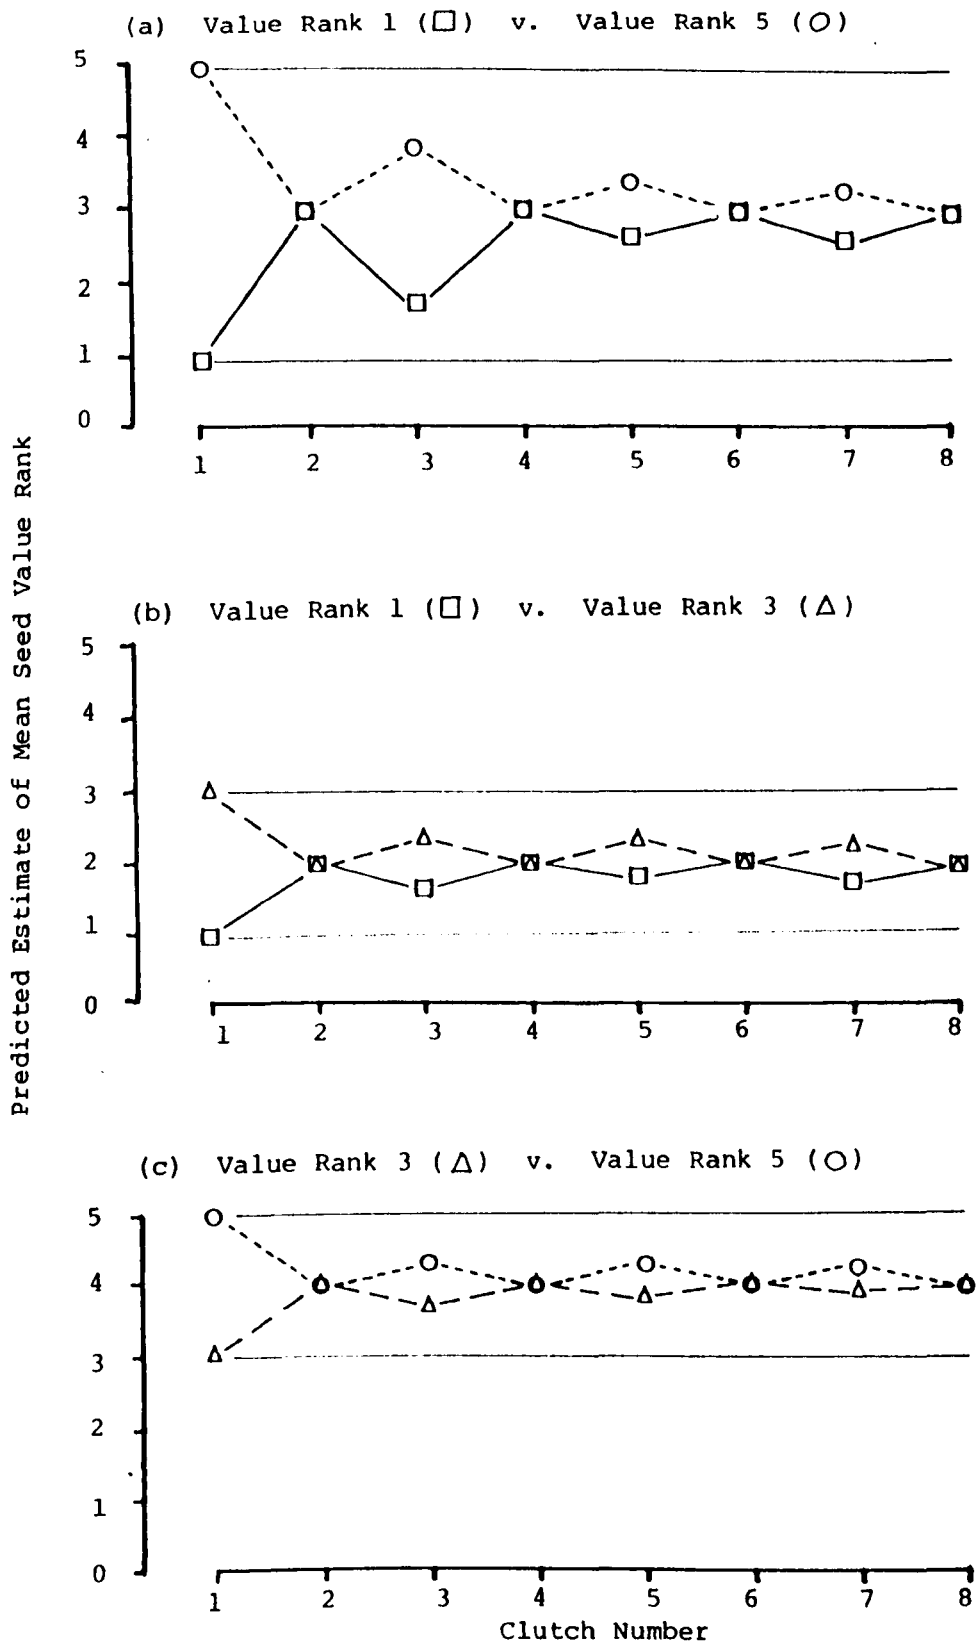 (a) Value Rank 1 (□) v. Value Rank 5 (○)
5
4
3
2
1
0
1 2 3 4 5 6 7 8
Predicted Estimate of Mean Seed Value Rank
(b) Value Rank 1 (□) v. Value Rank 3 (△)
5
4
3
2
1
0
1 2 3 4 5 6 7 8
(c) Value Rank 3 (△) v. Value Rank 5 (○)
5
4
3
2
1
0
1 2 3 4 5 6 7 8
Clutch Number